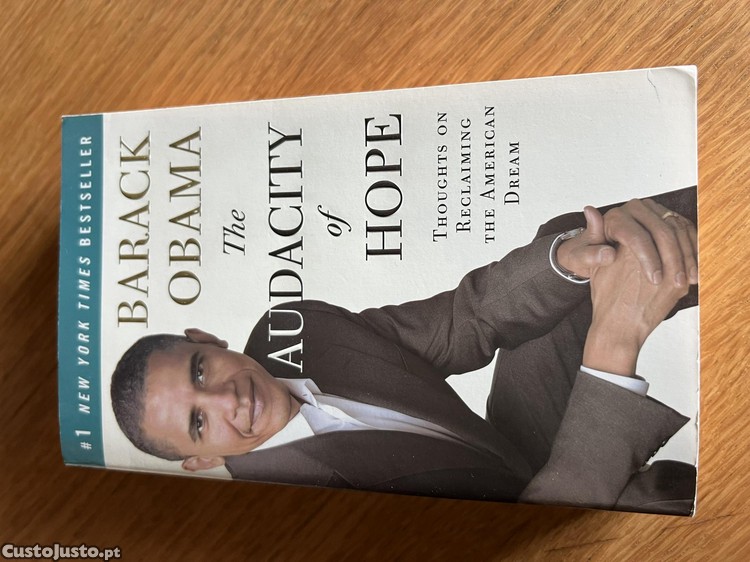 #1 NEW YORK TIMES BESTSELLER
BARACK
OBAMA
The
AUDACITY
of
HOPE
THOUGHTS ON
RECLAIMING
THE AMERICAN
DREAM
CustoJusto.pt